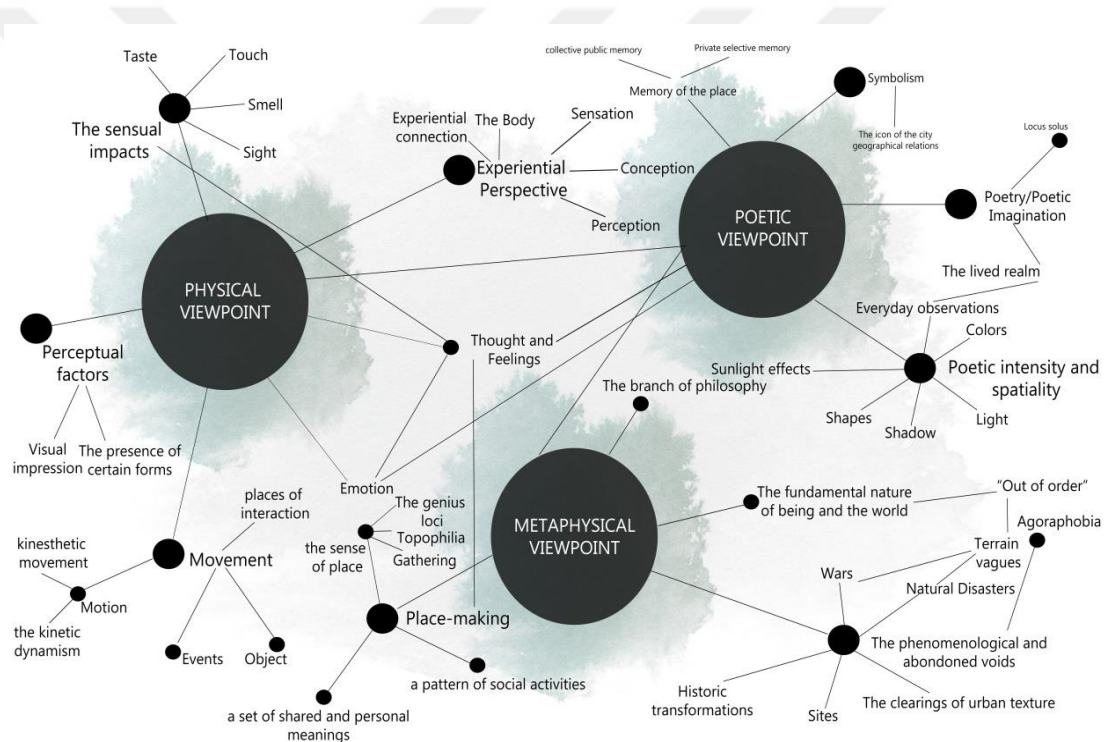 Taste
Touch
Smell
Sight
The sensual
impacts
collective public memory
Private selective memory
Memory of the place
Symbolism
The icon of the city
geographical relations
Locus solus
Poetry/Poetic
Imagination
The lived realm
Everyday observations
Experiential
connection
The Body
Sensation
Experiential
Perspective
Conception
Perception
PHYSICAL
VIEWPOINT
POETIC
VIEWPOINT
Perceptual
factors
Visual
impression
The presence of
certain forms
Thought and
Feelings
Colors
Sunlight effects
Poetic intensity and
spatiality
Shapes
Shadow
Light
The branch of philosophy
Emotion
The genius
loci
Topophilia
Gathering
the sense
of place
METAPHYSICAL
VIEWPOINT
The fundamental nature
of being and the world
"Out of order"
Agoraphobia
Terrain
vagues
Wars
Natural Disasters
places of
interaction
kinesthetic
movement
Movement
Motion
the kinetic
dynamism
Events
Object
Place-making
a pattern of social activities
a set of shared and personal
meanings
The phenomenological and
abondoned voids
Historic
transformations
Sites
The clearings of urban texture